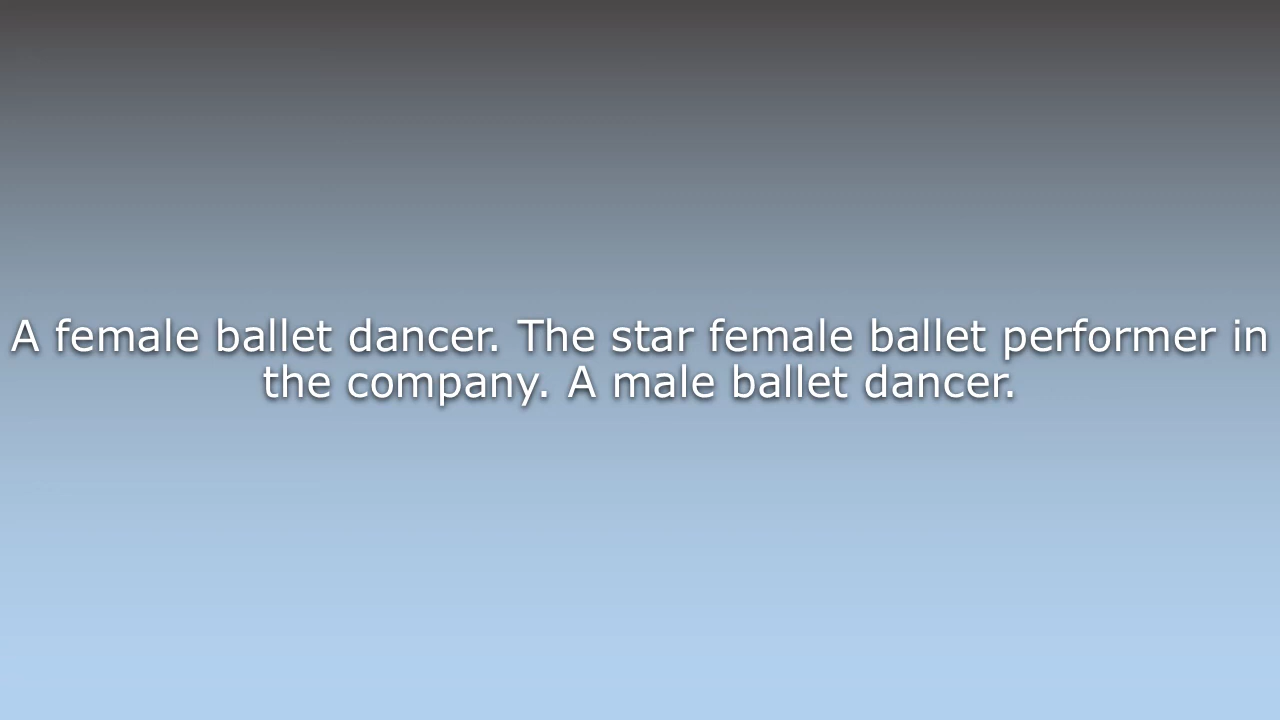 A female ballet dancer. The star female ballet performer in
the company. A male ballet dancer.